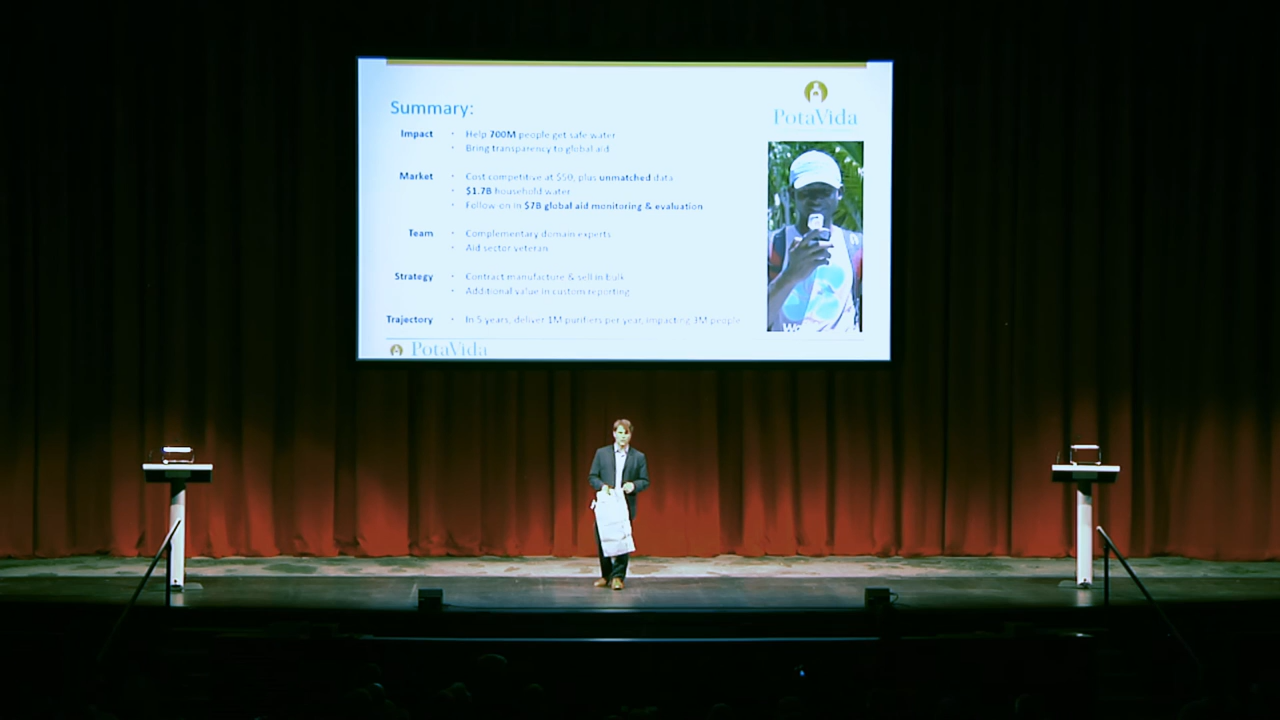 PotaVida
Summary:
Impact
• Help 700M people get safe water
• Bring transparency to global aid
Market
• Cost competitive at $50, plus unmatched data
• $1.7B household water
• Follow-on in $7B global aid monitoring & evaluation
Team
• Complementary domain experts
• Aid sector veteran
Strategy
• Contract manufacture & sell in bulk
• Additional value in custom reporting
Trajectory
• In 5 years, deliver 1M purifiers per year, impacting 3M people
PotaVida